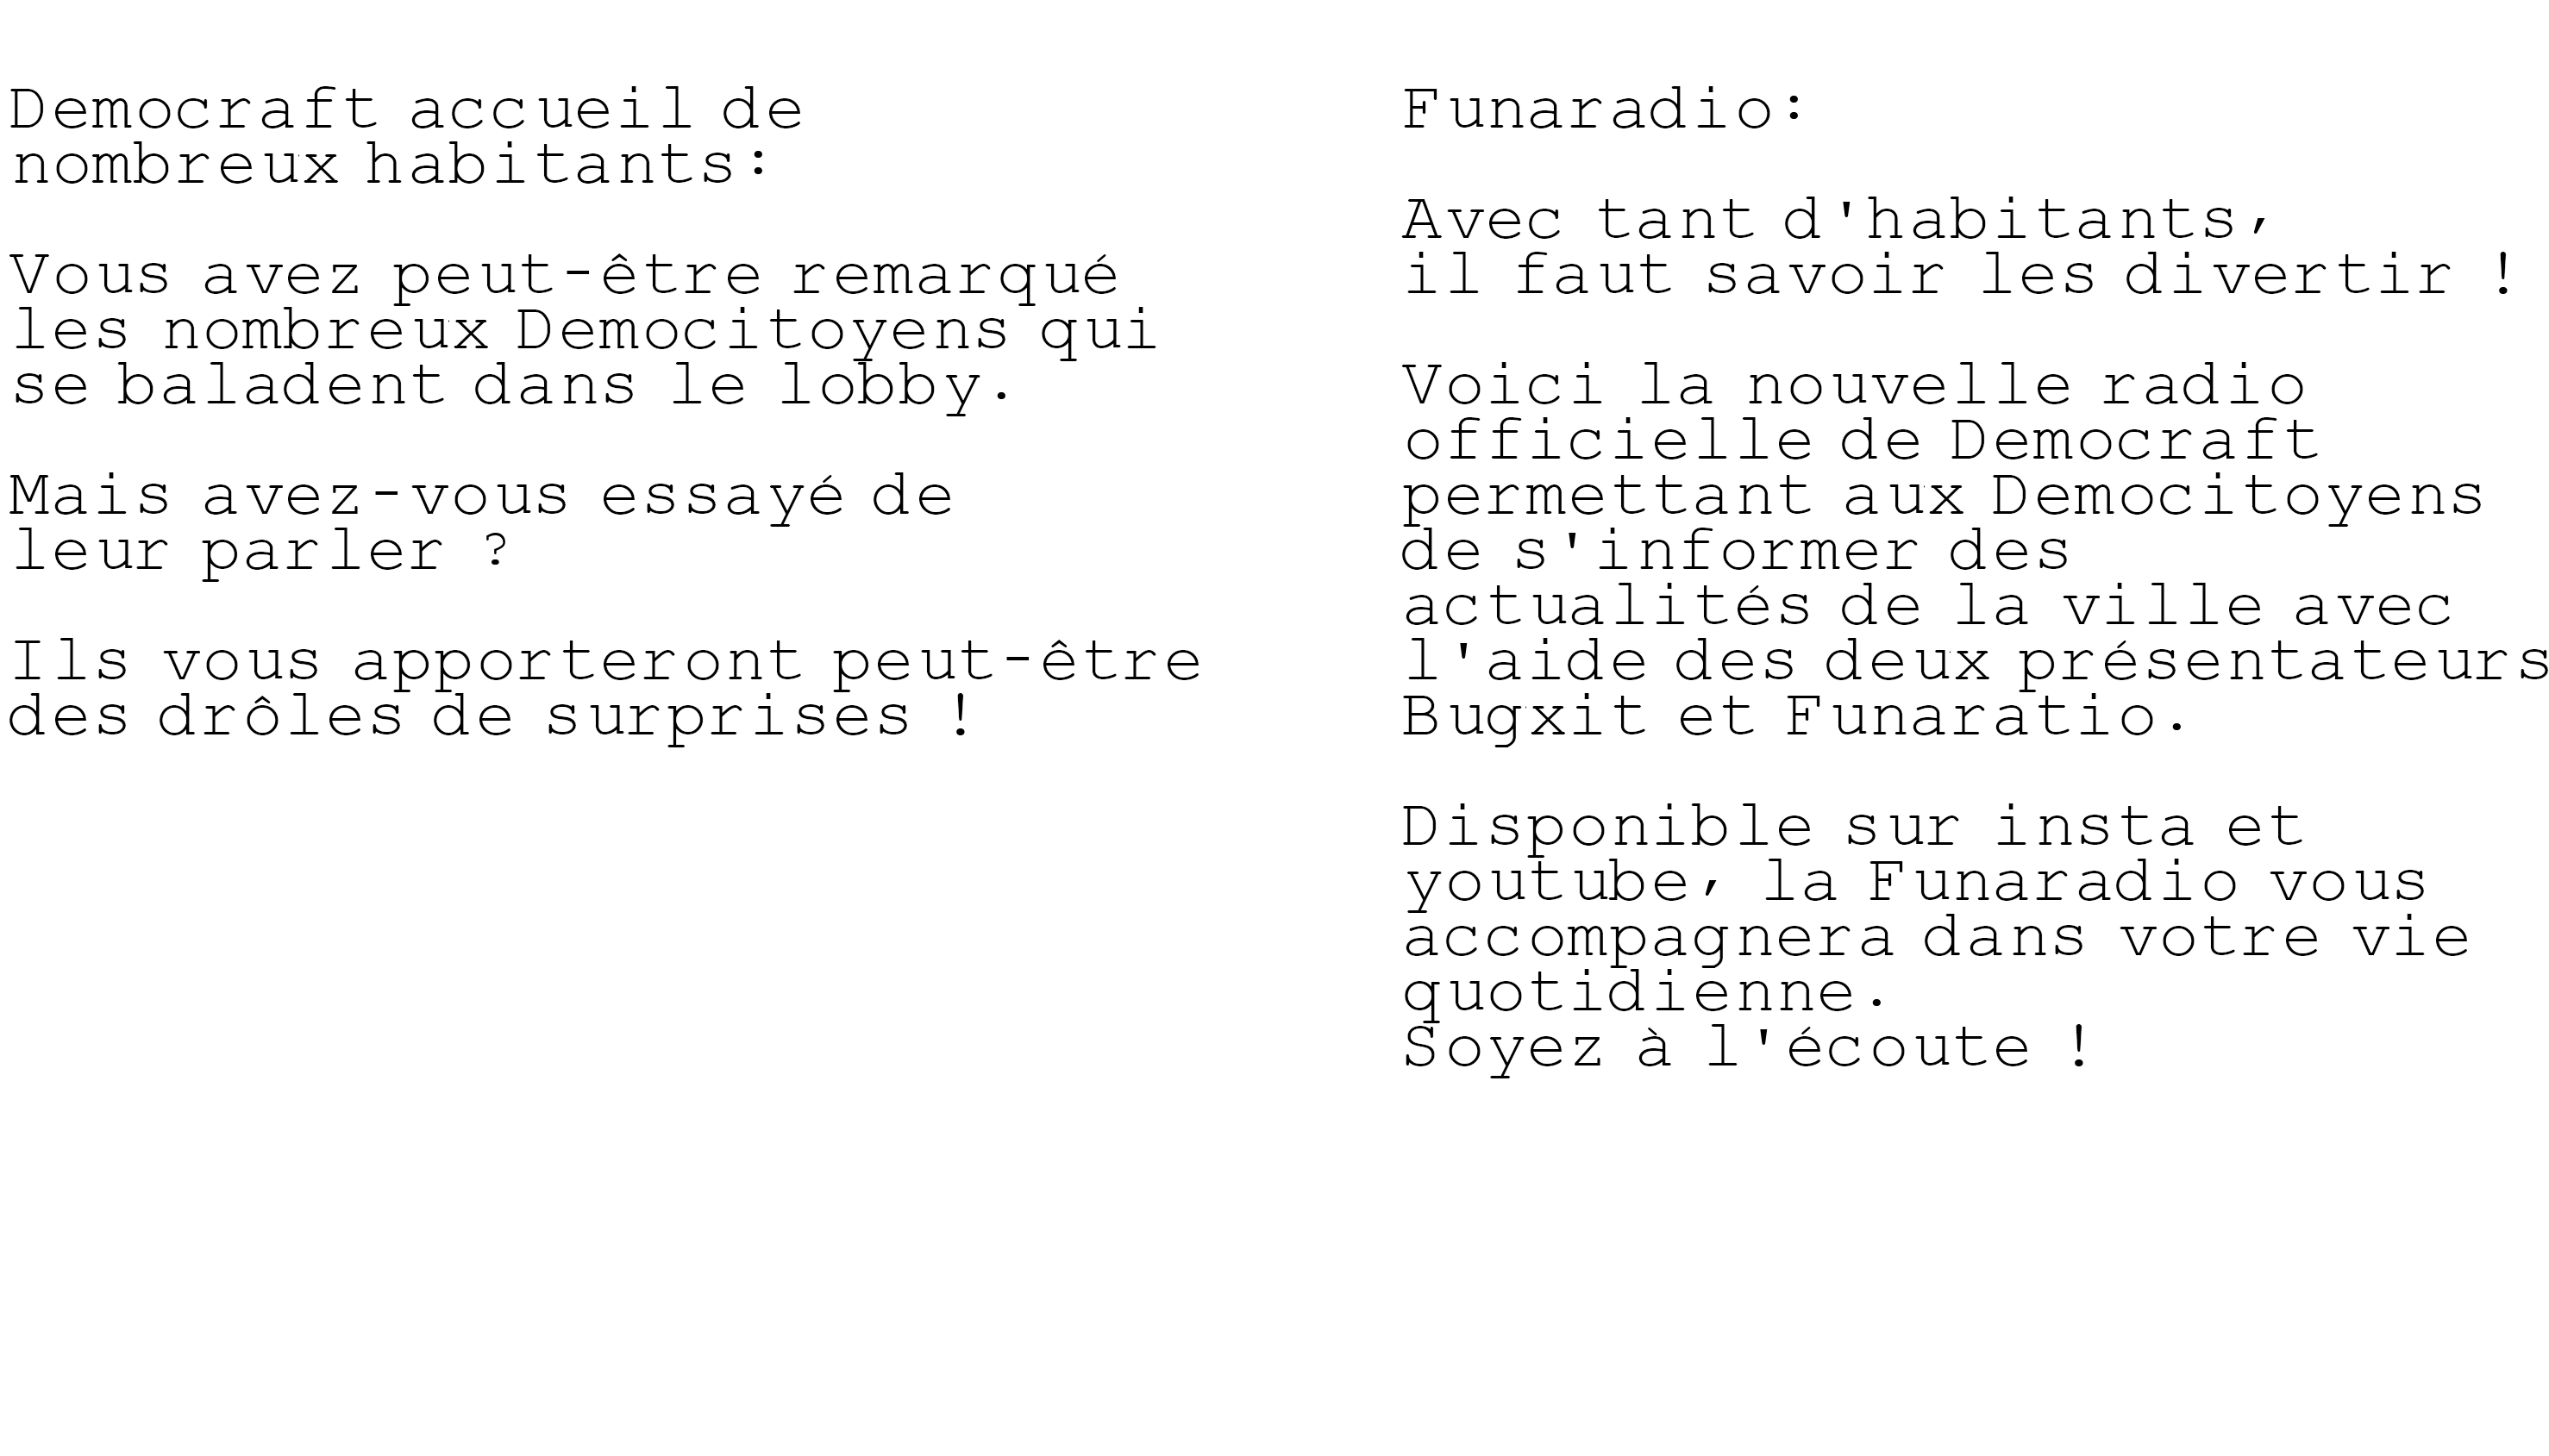 Democraft accueil de
nombreux habitants:
Vous avez peut-être remarqué
les nombreux Democitoyens qui
se baladent dans le lobby.
Mais avez-vous essayé de
leur parler ?
Ils vous apporteront peut-être
des drôles de surprises !
Funaradio:
Avec tant d'habitants,
il faut savoir les divertir !
Voici la nouvelle radio
officielle de Democraft
permettant aux Democitoyens
de s'informer des
actualités de la ville avec
l'aide des deux présentateurs
Bugxit et Funaratio.
Disponible sur insta et
youtube, la Funaradio vous
accompagnera dans votre vie
quotidienne.
Soyez à l'écoute !